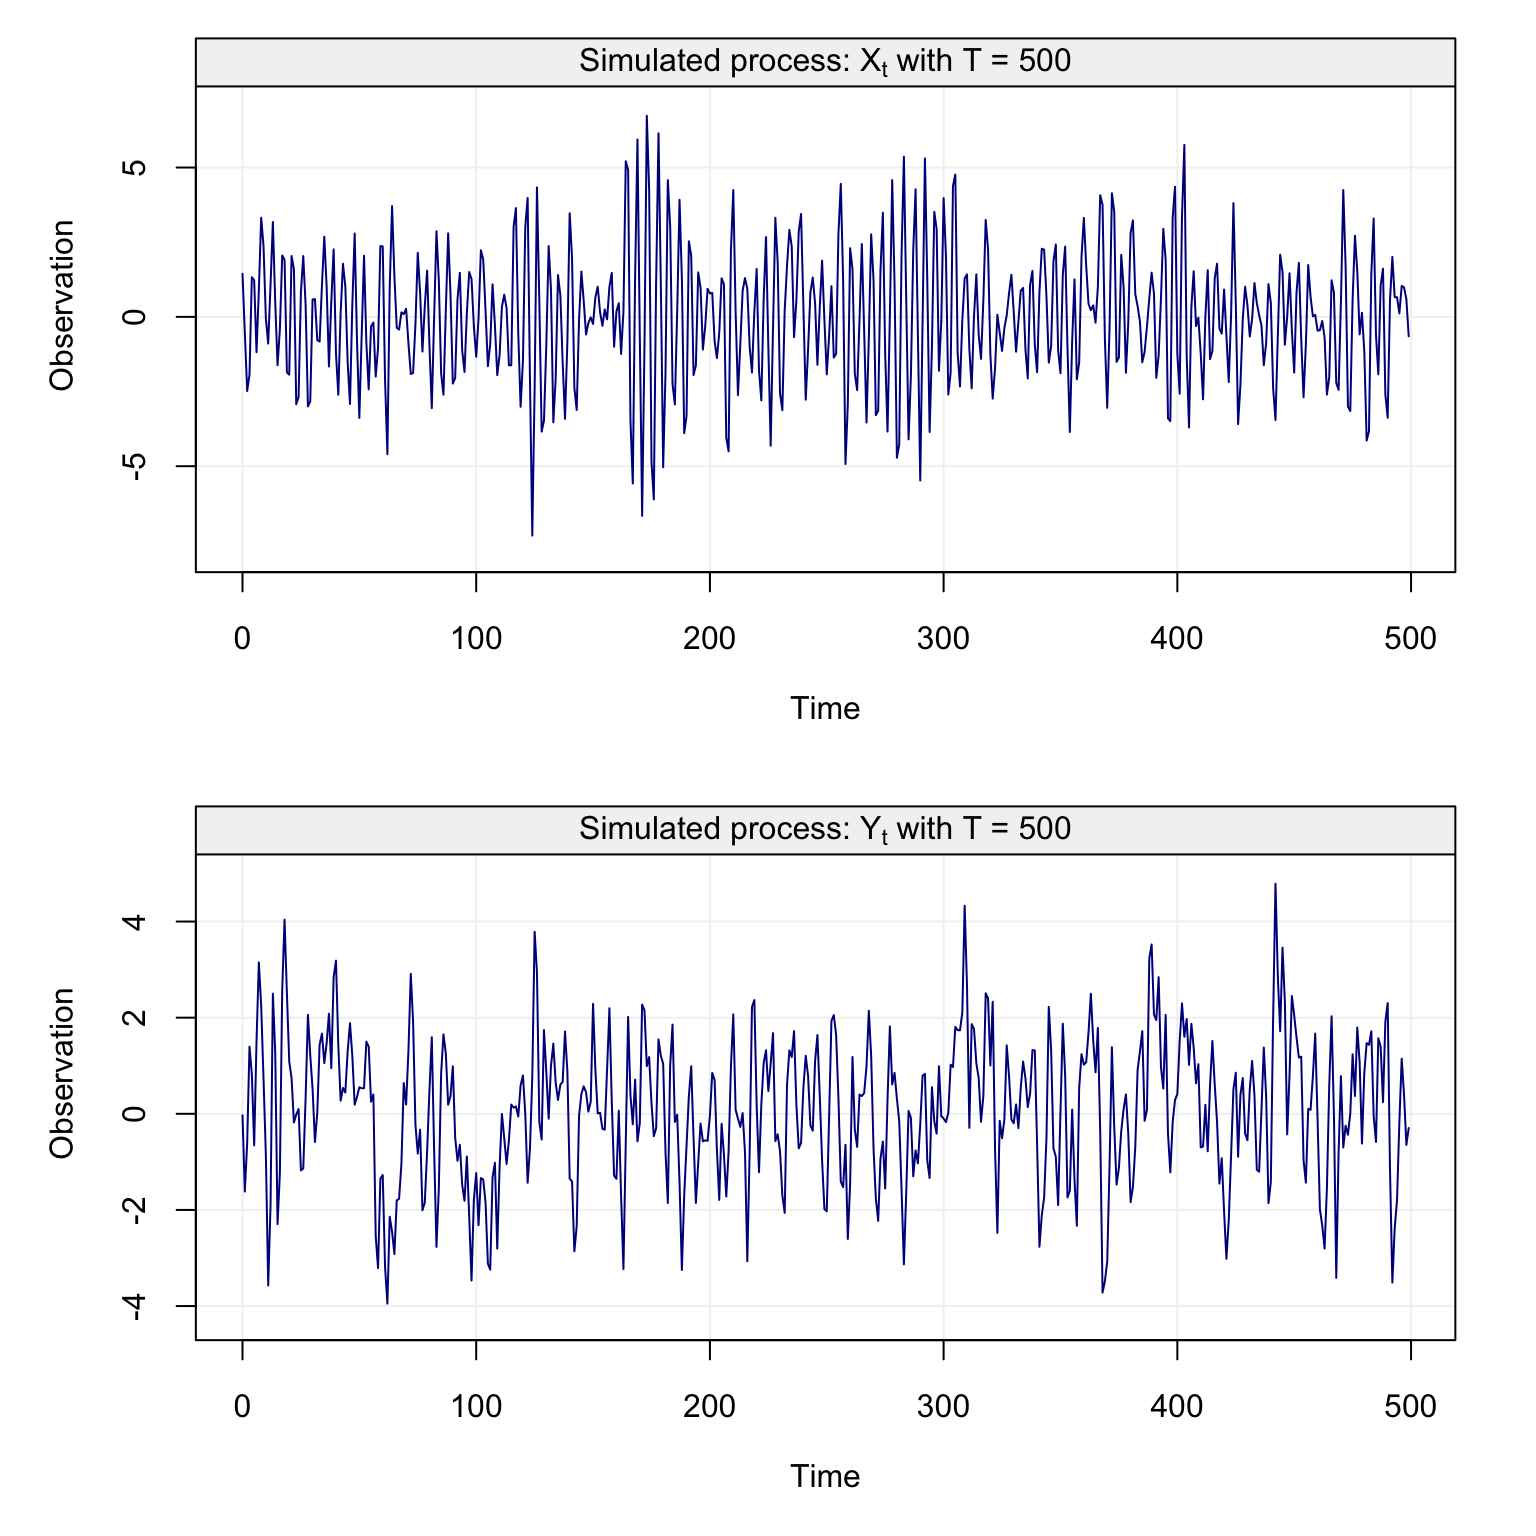 Simulated process: Xt with T = 500
Observation
5
0
-5
0 100 200 300 400 500
Time
Simulated process: Yt with T = 500
Observation
4
2
0
-2
-4
0 100 200 300 400 500
Time